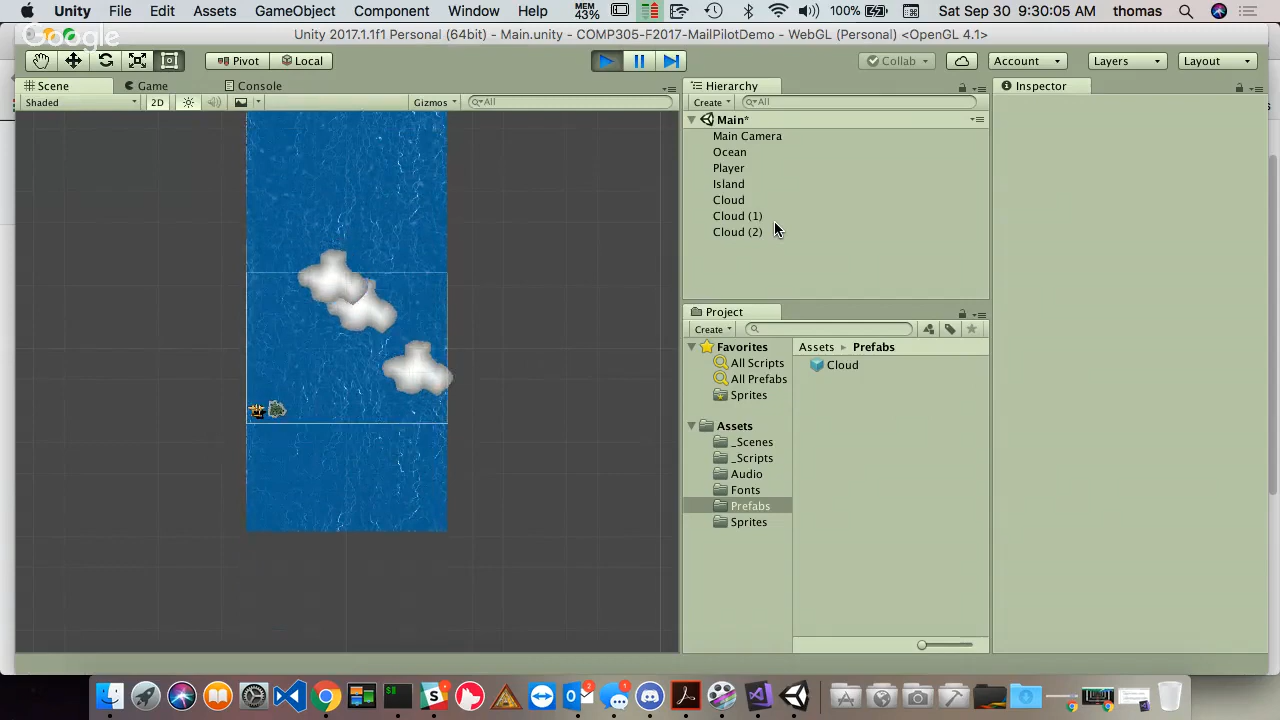 Unity File Edit Assets GameObject Component Window Help MEM 43% 100% Sat Sep 30 9:30:05 AM thomas
Google
Unity 2017.1.1f1 Personal (64bit) - Main.unity - COMP305-F2017-MailPilotDemo - WebGL (Personal) <OpenGL 4.1>
Pivot Local Collab Account Layers Layout
Scene Game Console Hierarchy Inspector
Shaded 2D Gizmos All Create All
Main*
Main Camera
Ocean
Player
Island
Cloud
Cloud (1)
Cloud (2)
Project
Create
Favorites
All Scripts
All Prefabs
Sprites
Assets
_Scenes
_Scripts
Audio
Fonts
Prefabs
Sprites
Assets Prefabs
Cloud